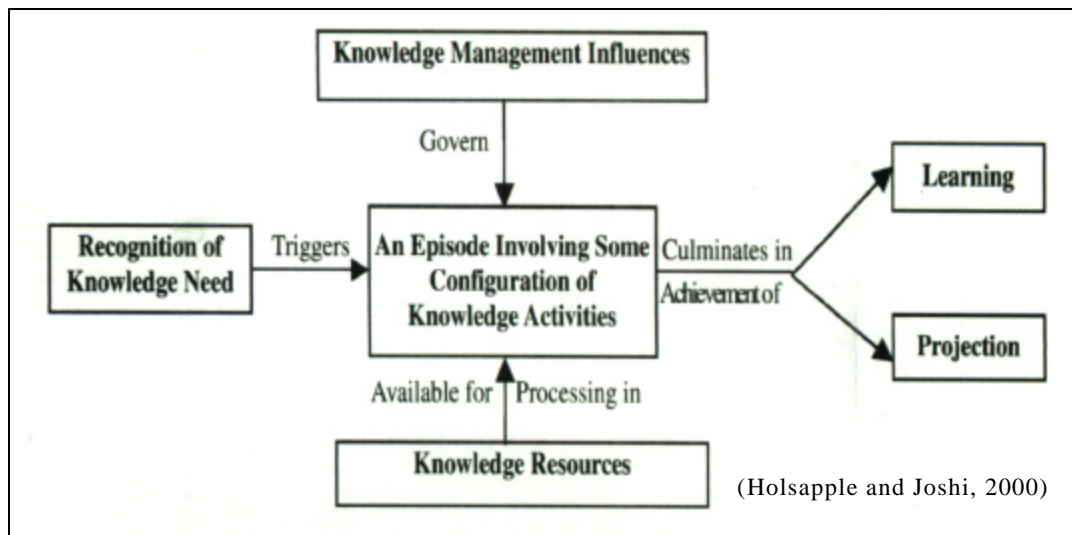 Knowledge Management Influences
Govern
Learning
Recognition of
Knowledge Need
Triggers
An Episode Involving Some
Configuration of
Knowledge Activities
Culminates in
Achievement of
Projection
Available for Processing in
Knowledge Resources
(Holsapple and Joshi, 2000)